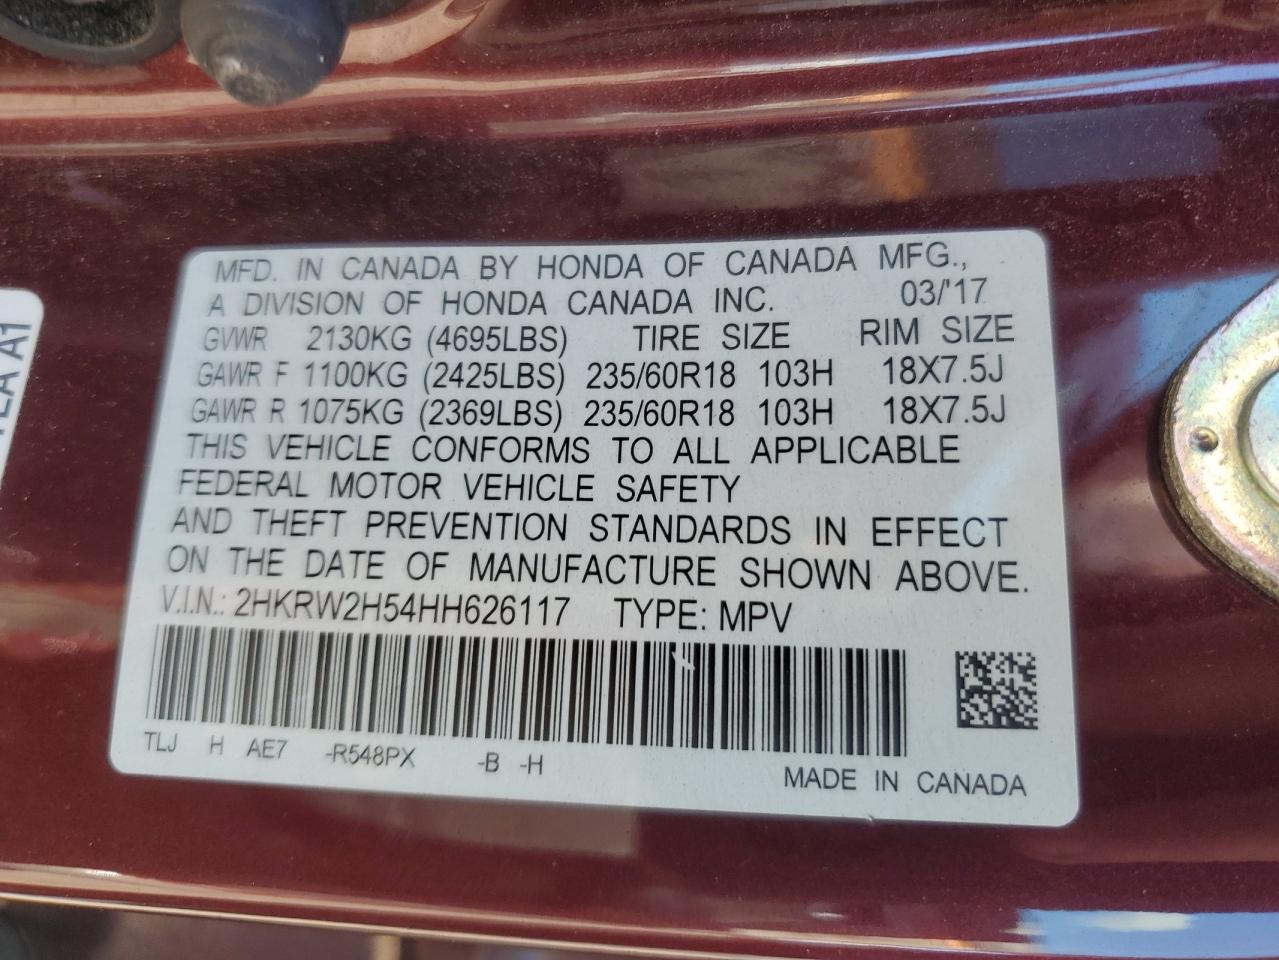 MFD. IN CANADA BY HONDA OF CANADA MFG.,
A DIVISION OF HONDA CANADA INC. 03/'17
GVWR 2130KG (4695LBS) TIRE SIZE RIM SIZE
GAWR F 1100KG (2425LBS) 235/60R18 103H 18X7.5J
GAWR R 1075KG (2369LBS) 235/60R18 103H 18X7.5J
THIS VEHICLE CONFORMS TO ALL APPLICABLE
FEDERAL MOTOR VEHICLE SAFETY
AND THEFT PREVENTION STANDARDS IN EFFECT
ON THE DATE OF MANUFACTURE SHOWN ABOVE.
V.I.N.: 2HKRW2H54HH626117 TYPE: MPV
TLJ H AE7 -R548PX -B -H
MADE IN CANADA
A1